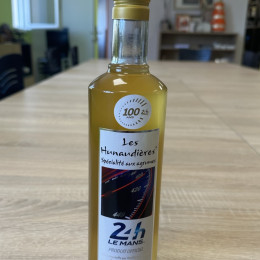 100
Les
Hunaudières
Spécialité aux agrumes
24h
LE MANS